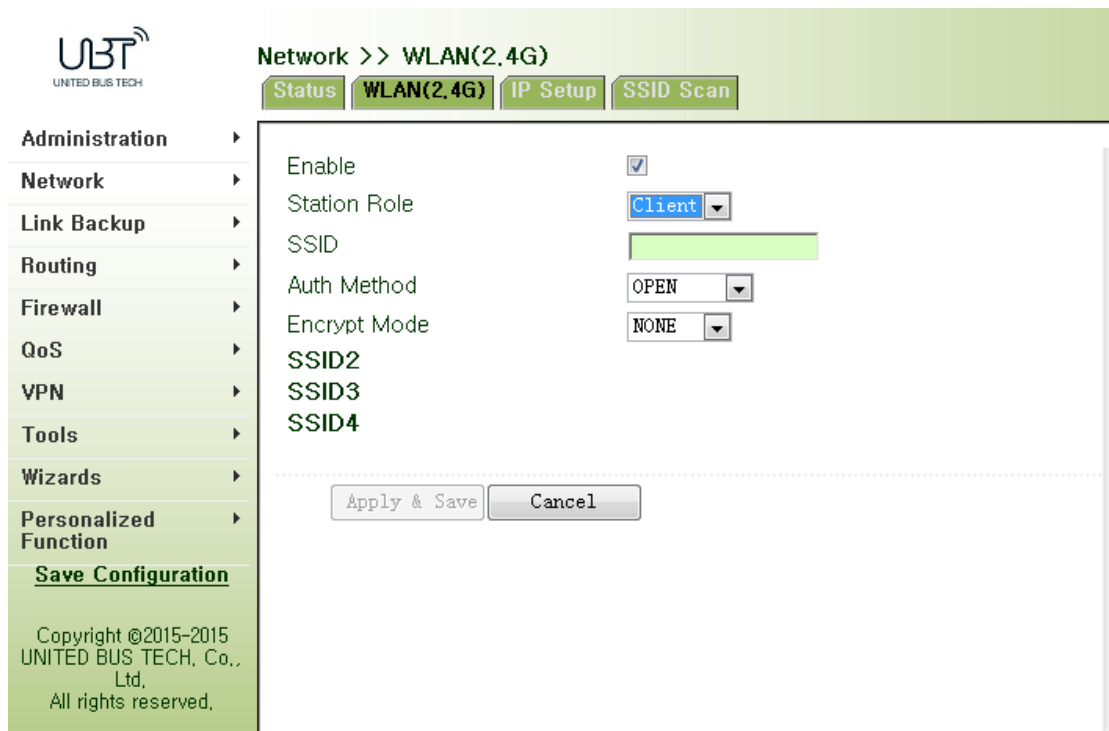 UBT
UNITED BUS TECH
Network >> WLAN(2.4G)
Status WLAN(2.4G) IP Setup SSID Scan
Administration
Network
Link Backup
Routing
Firewall
QoS
VPN
Tools
Wizards
Personalized
Function
Save Configuration
Copyright ©2015-2015
UNITED BUS TECH. Co.,
Ltd.
All rights reserved.
Enable
Station Role Client
SSID
Auth Method OPEN
Encrypt Mode NONE
SSID2
SSID3
SSID4
Apply & Save Cancel